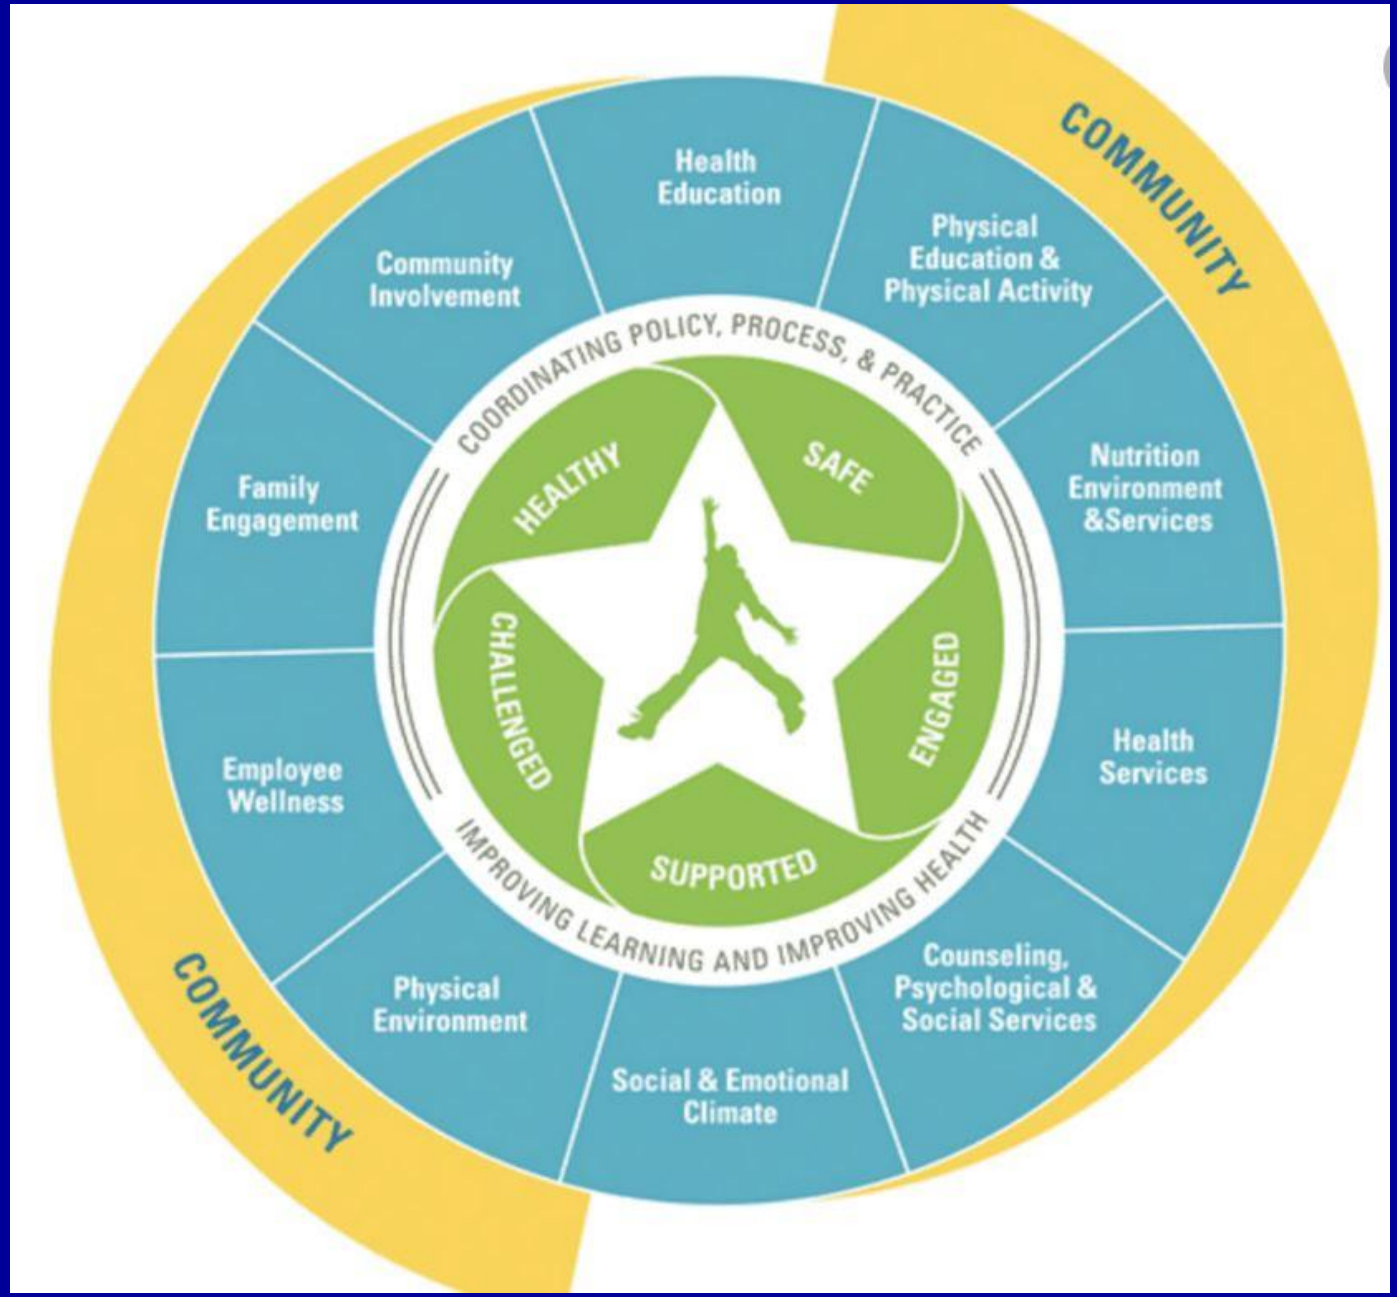 COMMUNITY
Health
Education
Physical
Education &
Physical Activity
Nutrition
Environment
&Services
Health
Services
Counseling,
Psychological &
Social Services
Social & Emotional
Climate
Physical
Environment
Employee
Wellness
Family
Engagement
Community
Involvement
COORDINATING POLICY, PROCESS, & PRACTICE
IMPROVING LEARNING AND IMPROVING HEALTH
HEALTHY
SAFE
ENGAGED
SUPPORTED
CHALLENGED
COMMUNITY